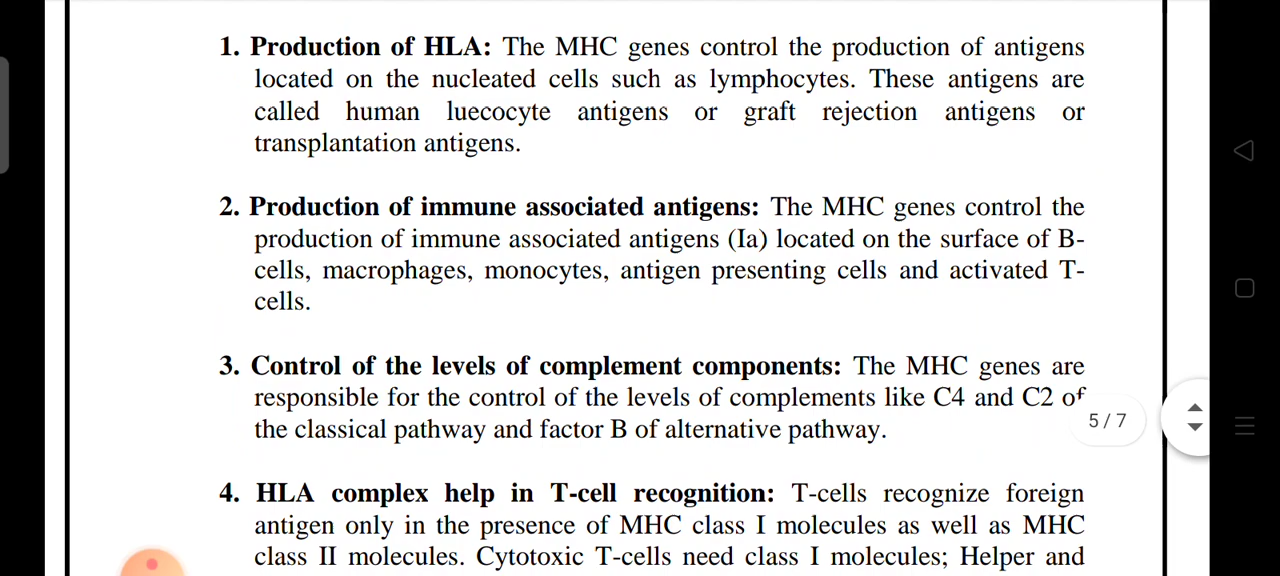 1. Production of HLA: The MHC genes control the production of antigens
located on the nucleated cells such as lymphocytes. These antigens are
called human luecocyte antigens or graft rejection antigens or
transplantation antigens.
2. Production of immune associated antigens: The MHC genes control the
production of immune associated antigens (Ia) located on the surface of B-
cells, macrophages, monocytes, antigen presenting cells and activated T-
cells.
3. Control of the levels of complement components: The MHC genes are
responsible for the control of the levels of complements like C4 and C2 of
the classical pathway and factor B of alternative pathway.
5 / 7
4. HLA complex help in T-cell recognition: T-cells recognize foreign
antigen only in the presence of MHC class I molecules as well as MHC
class II molecules. Cytotoxic T-cells need class I molecules; Helper and